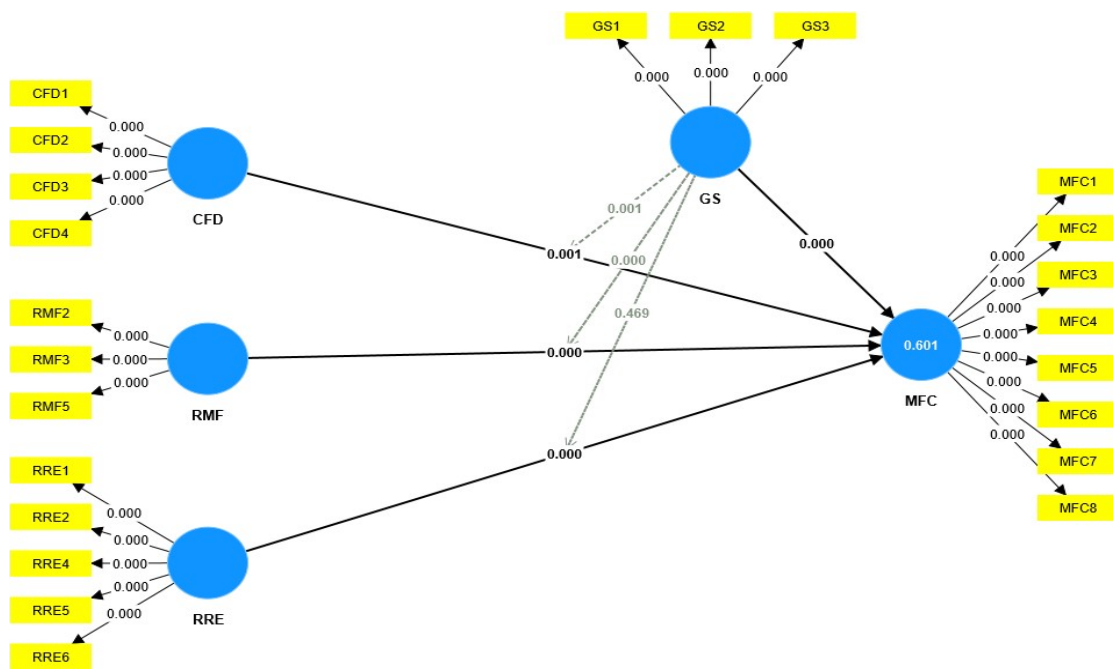 GS1 GS2 GS3
0.000 0.000 0.000
GS
CFD1
CFD2
CFD3
CFD4
0.000
0.000
0.000
0.000
CFD
0.001
0.000
0.469
0.001
0.000
0.000
0.000
RMF2
RMF3
RMF5
0.000
0.000
0.000
RMF
RRE1
RRE2
RRE4
RRE5
RRE6
0.000
0.000
0.000
0.000
0.000
RRE
0.601
MFC
0.000
0.000
0.000
0.000
0.000
0.000
0.000
0.000
MFC1
MFC2
MFC3
MFC4
MFC5
MFC6
MFC7
MFC8